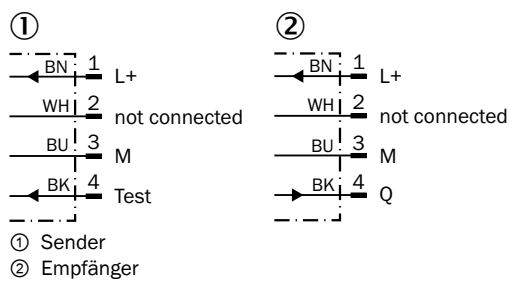 ① ②
BN 1 L+ BN 1 L+
WH 2 not connected WH 2 not connected
BU 3 M BU 3 M
BK 4 Test BK 4 Q
① Sender
② Empfänger